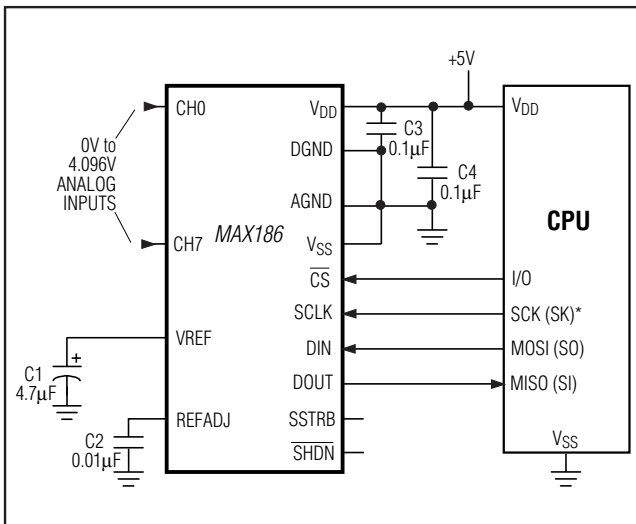 +5V
CH0
0V to
4.096V
ANALOG
INPUTS
CH7
VREF
C1
4.7µF
+
REFADJ
C2
0.01µF
MAX186
VDD
DGND
AGND
VSS
C̅S̅
SCLK
DIN
DOUT
SSTRB
S̅H̅D̅N̅
C3
0.1µF
C4
0.1µF
VDD
CPU
I/O
SCK (SK)*
MOSI (SO)
MISO (SI)
VSS